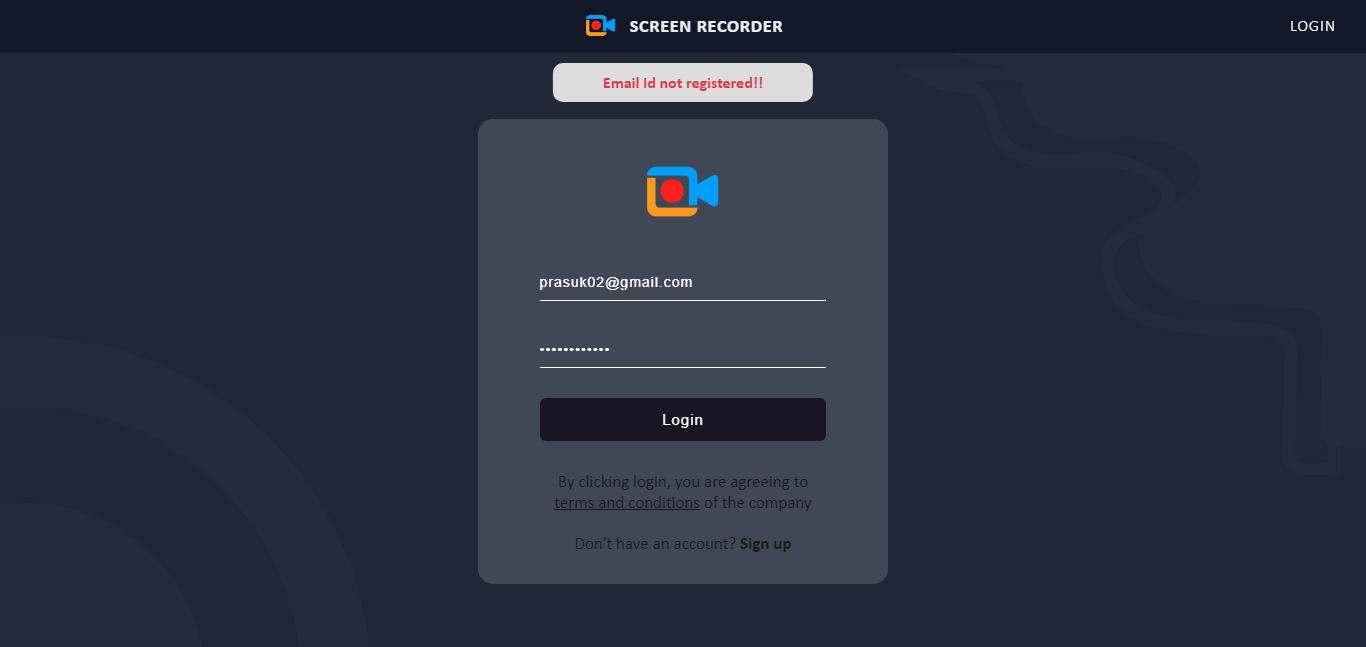 SCREEN RECORDER
LOGIN
Email Id not registered!!
prasuk02@gmail.com
••••••••••••
Login
By clicking login, you are agreeing to
terms and conditions of the company
Don't have an account? Sign up